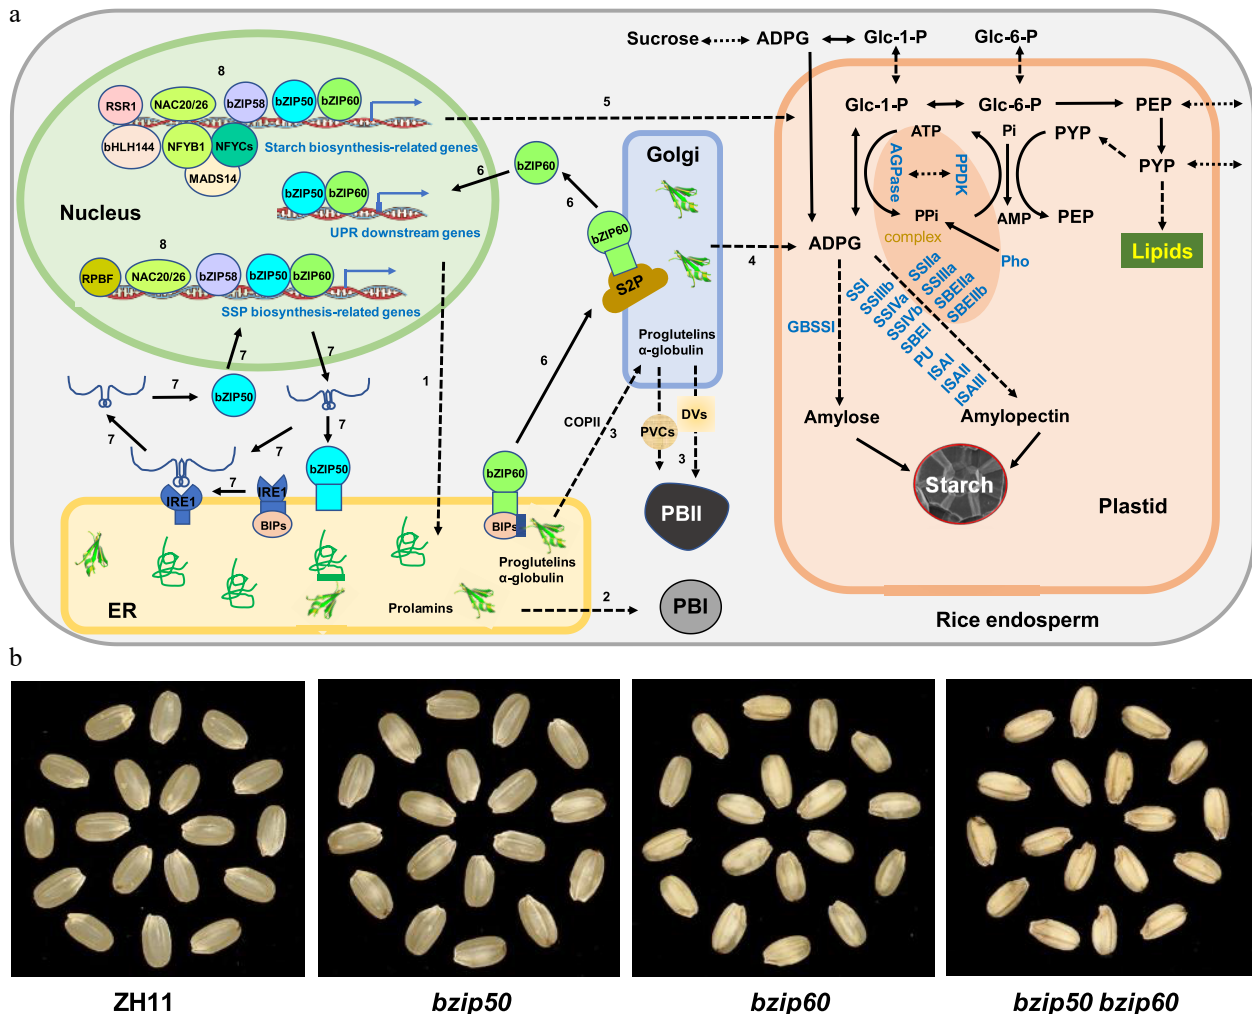 a
Sucrose
ADPG
Glc-1-P
Glc-6-P
8
RSR1
NAC20/26
bZIP58
bZIP50
bZIP60
bHLH144
NFYB1
NFYCs
MADS14
Starch biosynthesis-related genes
5
Nucleus
bZIP50
bZIP60
UPR downstream genes
8
RPBF
NAC20/26
bZIP58
bZIP50
bZIP60
SSP biosynthesis-related genes
6
bZIP60
6
bZIP60
S2P
6
Golgi
4
Proglutelins
α-globulin
7
7
7
bZIP50
7
7
7
7
bZIP50
IRE1
IRE1
BIPs
1
COPII
3
bZIP60
BIPs
PVCs
DVs
3
PBII
Proglutelins
α-globulin
ER
Prolamins
2
PBI
Glc-1-P
Glc-6-P
PEP
ATP
Pi
PYP
PYP
AGPase
PPDK
PPi
AMP
PEP
complex
ADPG
Pho
Lipids
GBSSI
SSI
SSIIIb
SSIVa
SSIVb
SBEI
PU
ISAI
ISAII
ISAIII
SSIIa
SSIIIa
SBEIIa
SBEIIb
Amylose
Amylopectin
Starch
Plastid
Rice endosperm
b
ZH11
bzip50
bzip60
bzip50 bzip60